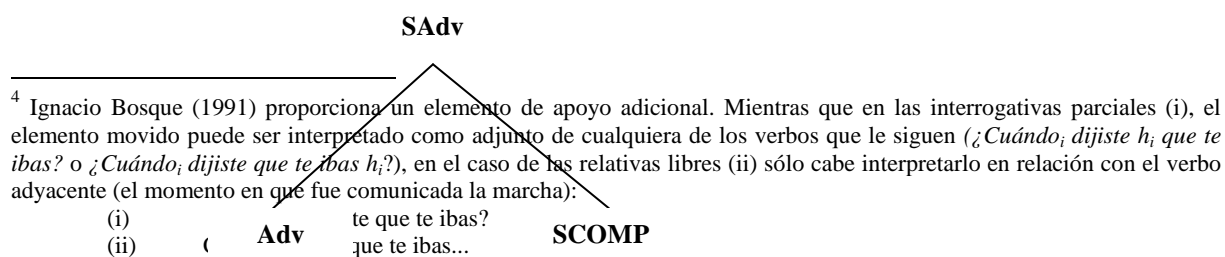 SAdv
4 Ignacio Bosque (1991) proporciona un elemento de apoyo adicional. Mientras que en las interrogativas parciales (i), el
elemento movido puede ser interpretado como adjunto de cualquiera de los verbos que le siguen (¿Cuándoi dijiste hi que te
ibas? o ¿Cuándoi dijiste que te ibas hi?), en el caso de las relativas libres (ii) sólo cabe interpretarlo en relación con el verbo
adyacente (el momento en que fue comunicada la marcha):
(i) te que te ibas?
(ii) que te ibas...
Adv SCOMP